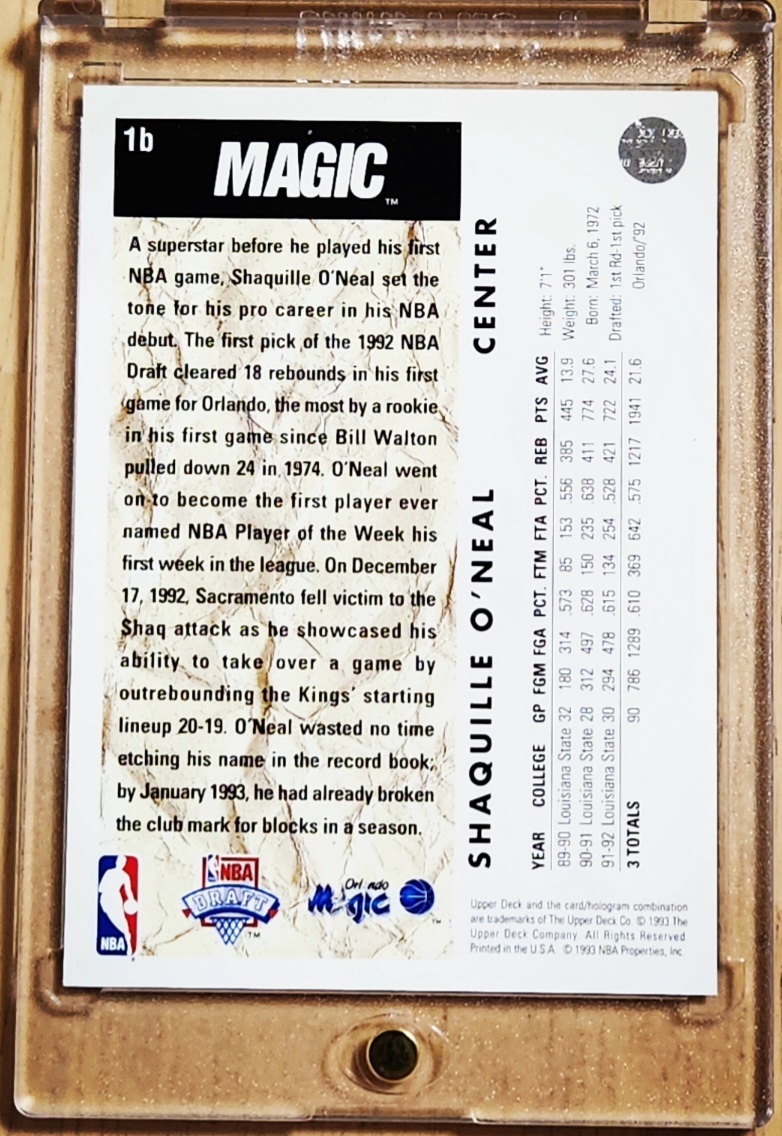 1b
MAGIC
TM
A superstar before he played his first
NBA game, Shaquille O'Neal set the
tone for his pro career in his NBA
debut. The first pick of the 1992 NBA
Draft cleared 18 rebounds in his first
game for Orlando, the most by a rookie
in his first game since Bill Walton
pulled down 24 in 1974. O'Neal went
on to become the first player ever
named NBA Player of the Week his
first week in the league. On December
17, 1992, Sacramento fell victim to the
Shaq attack as he showcased his
ability to take over a game by
outrebounding the Kings' starting
lineup 20-19. O'Neal wasted no time
etching his name in the record book;
by January 1993, he had already broken
the club mark for blocks in a season.
NBA
NBA
DRAFT
TM
Orlando
Magic
TM
SHAQUILLE O'NEAL CENTER
Height: 7'1"
Weight: 301 lbs.
Born: March 6, 1972
Drafted: 1st Rd-1st pick
Orlando/'92
YEAR COLLEGE GP FGM FGA PCT. FTM FTA PCT. REB PTS AVG
89-90 Louisiana State 32 180 314 .573 85 153 .556 385 445 13.9
90-91 Louisiana State 28 312 497 .628 150 235 .638 411 774 27.6
91-92 Louisiana State 30 294 478 .615 134 254 .528 421 722 24.1
3 TOTALS 90 786 1289 .610 369 642 .575 1217 1941 21.6
Upper Deck and the card/hologram combination
are trademarks of The Upper Deck Co. © 1993 The
Upper Deck Company. All Rights Reserved.
Printed in the U.S.A. © 1993 NBA Properties, Inc